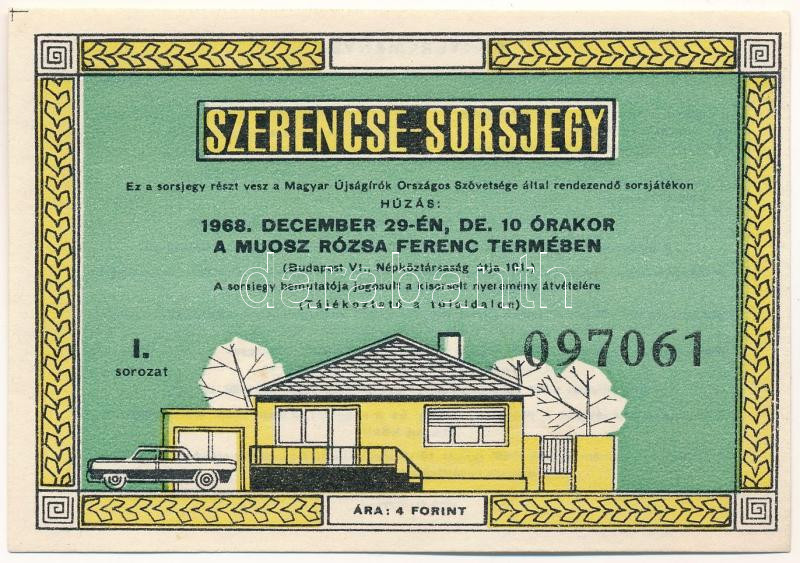 SZERENCSE-SORSJEGY
Ez a sorsjegy részt vesz a Magyar Újságírók Országos Szövetsége által rendezendő sorsjátékon
HÚZÁS:
1968. DECEMBER 29-ÉN, DE. 10 ÓRAKOR
A MUOSZ RÓZSA FERENC TERMÉBEN
(Budapest VI., Népköztársaság útja 101.)
A sorsjegy bemutatója jogosult a kisorsolt nyeremény átvételére
(Tájékoztató a túloldalon)
darabanth
I.
sorozat
097061
ÁRA: 4 FORINT